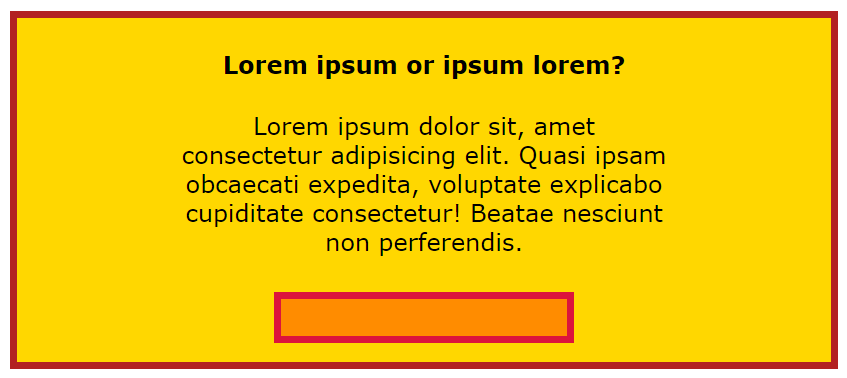 Lorem ipsum or ipsum lorem?
Lorem ipsum dolor sit, amet
consectetur adipisicing elit. Quasi ipsam
obcaecati expedita, voluptate explicabo
cupiditate consectetur! Beatae nesciunt
non perferendis.